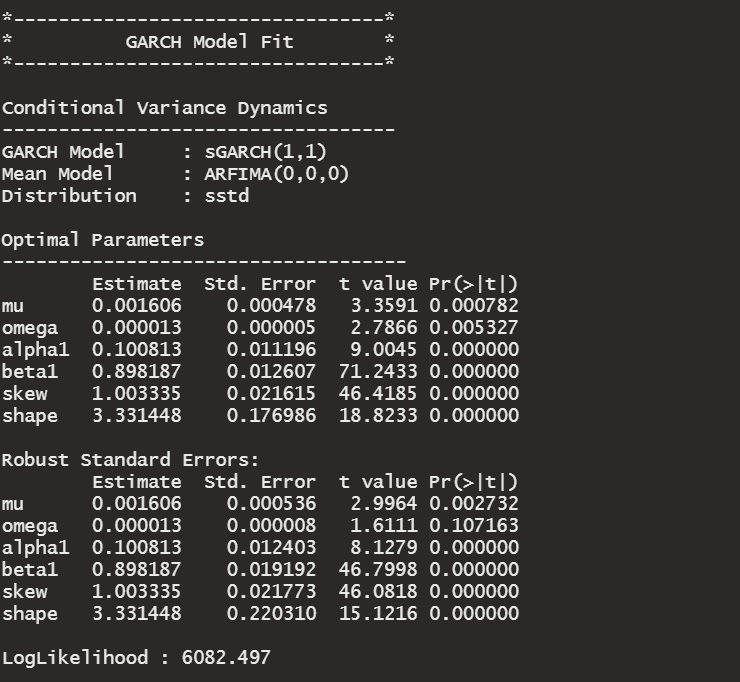 *---------------------------------*
*          GARCH Model Fit        *
*---------------------------------*
Conditional Variance Dynamics
-----------------------------------
GARCH Model     : sGARCH(1,1)
Mean Model      : ARFIMA(0,0,0)
Distribution    : sstd
Optimal Parameters
------------------------------------
        Estimate  Std. Error  t value Pr(>|t|)
mu      0.001606    0.000478   3.3591 0.000782
omega   0.000013    0.000005   2.7866 0.005327
alpha1  0.100813    0.011196   9.0045 0.000000
beta1   0.898187    0.012607  71.2433 0.000000
skew    1.003335    0.021615  46.4185 0.000000
shape   3.331448    0.176986  18.8233 0.000000
Robust Standard Errors:
        Estimate  Std. Error  t value Pr(>|t|)
mu      0.001606    0.000536   2.9964 0.002732
omega   0.000013    0.000008   1.6111 0.107163
alpha1  0.100813    0.012403   8.1279 0.000000
beta1   0.898187    0.019192  46.7998 0.000000
skew    1.003335    0.021773  46.0818 0.000000
shape   3.331448    0.220310  15.1216 0.000000
LogLikelihood : 6082.497